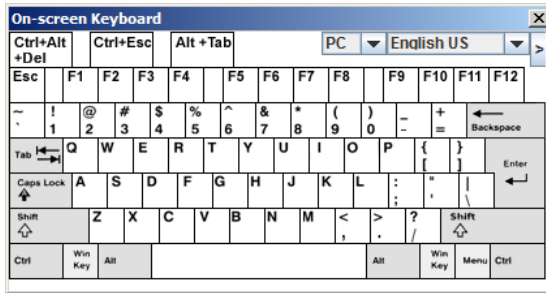 On-screen Keyboard X
Ctrl+Alt +Del Ctrl+Esc Alt +Tab PC English US >
Esc F1 F2 F3 F4 F5 F6 F7 F8 F9 F10 F11 F12
~ ! @ # $ % ^ & * ( ) _ +
` 1 2 3 4 5 6 7 8 9 0 - = Backspace
Tab Q W E R T Y U I O P { }
[ ] Enter
Caps Lock A S D F G H J K L : " |
; ' \
Shift Z X C V B N M < > ? Shift
, . /
Ctrl Win Key Alt Alt Win Key Menu Ctrl